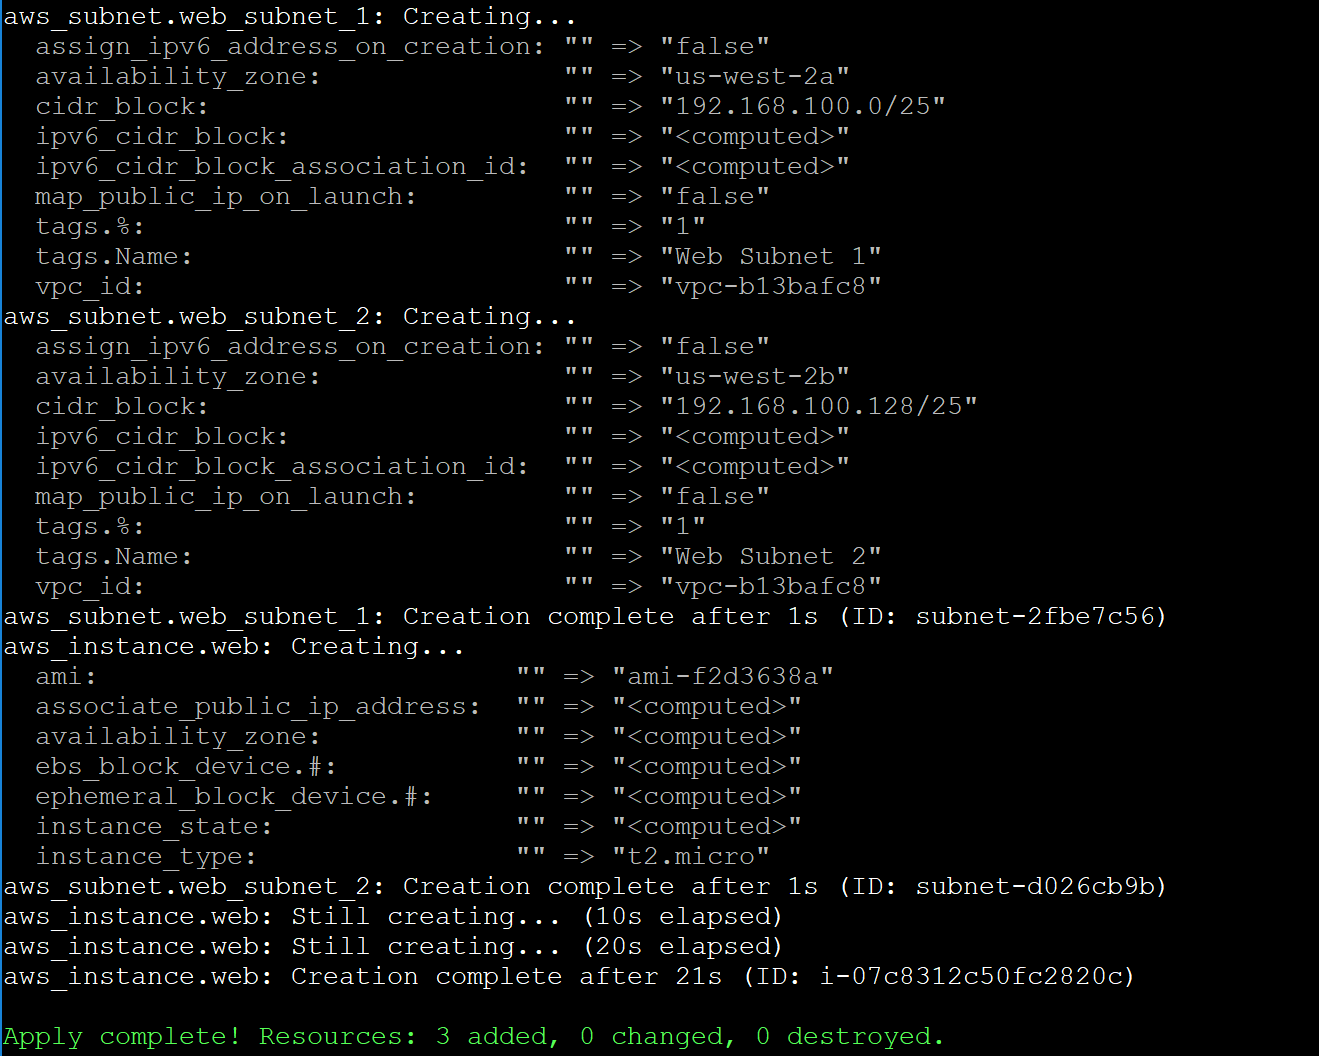 aws_subnet.web_subnet_1: Creating...
  assign_ipv6_address_on_creation: "" => "false"
  availability_zone:               "" => "us-west-2a"
  cidr_block:                      "" => "192.168.100.0/25"
  ipv6_cidr_block:                 "" => "<computed>"
  ipv6_cidr_block_association_id:  "" => "<computed>"
  map_public_ip_on_launch:         "" => "false"
  tags.%:                          "" => "1"
  tags.Name:                       "" => "Web Subnet 1"
  vpc_id:                          "" => "vpc-b13bafc8"
aws_subnet.web_subnet_2: Creating...
  assign_ipv6_address_on_creation: "" => "false"
  availability_zone:               "" => "us-west-2b"
  cidr_block:                      "" => "192.168.100.128/25"
  ipv6_cidr_block:                 "" => "<computed>"
  ipv6_cidr_block_association_id:  "" => "<computed>"
  map_public_ip_on_launch:         "" => "false"
  tags.%:                          "" => "1"
  tags.Name:                       "" => "Web Subnet 2"
  vpc_id:                          "" => "vpc-b13bafc8"
aws_subnet.web_subnet_1: Creation complete after 1s (ID: subnet-2fbe7c56)
aws_instance.web: Creating...
  ami:                          "" => "ami-f2d3638a"
  associate_public_ip_address:  "" => "<computed>"
  availability_zone:            "" => "<computed>"
  ebs_block_device.#:           "" => "<computed>"
  ephemeral_block_device.#:     "" => "<computed>"
  instance_state:               "" => "<computed>"
  instance_type:                "" => "t2.micro"
aws_subnet.web_subnet_2: Creation complete after 1s (ID: subnet-d026cb9b)
aws_instance.web: Still creating... (10s elapsed)
aws_instance.web: Still creating... (20s elapsed)
aws_instance.web: Creation complete after 21s (ID: i-07c8312c50fc2820c)

Apply complete! Resources: 3 added, 0 changed, 0 destroyed.